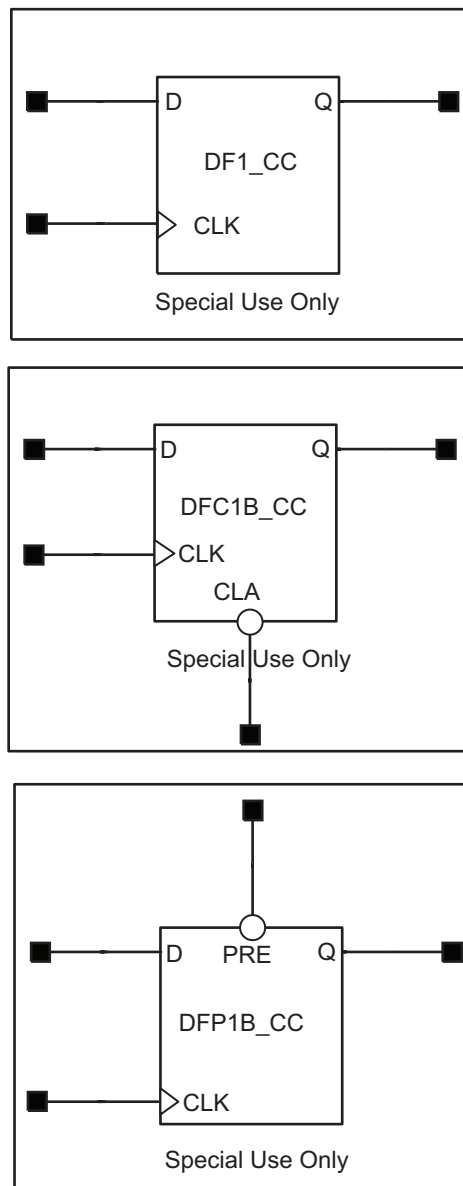 D Q
DF1_CC
CLK
Special Use Only
D Q
DFC1B_CC
CLK
CLA
Special Use Only
D PRE Q
DFP1B_CC
CLK
Special Use Only